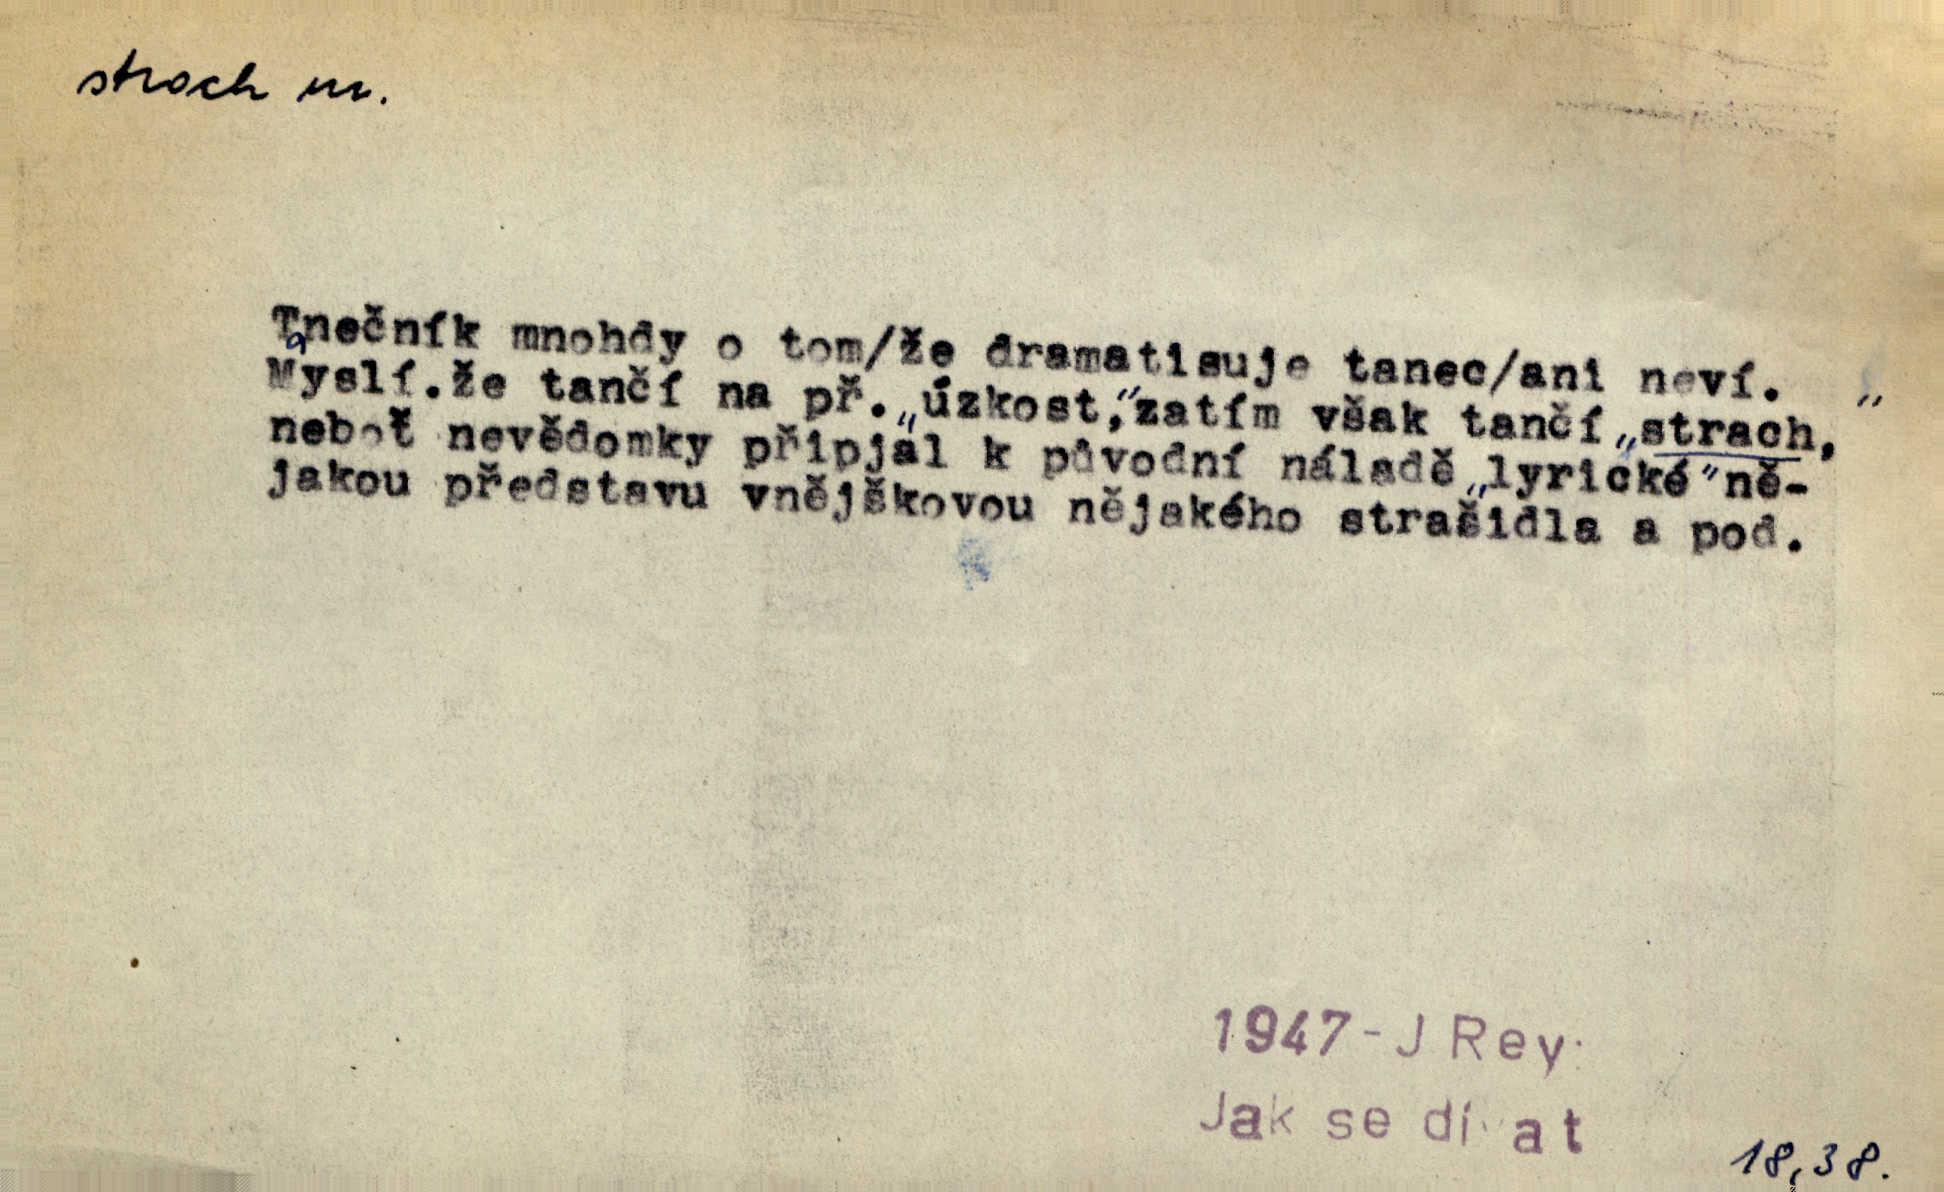 strach m.
Tanečník mnohdy o tom/že dramatisuje tanec/ani neví.
Myslí.že tančí na př. „úzkost,"zatím však tančí „strach,"
neboť nevědomky připjal k původní náladě „lyrické" ně-
jakou představu vnějškovou nějakého strašidla a pod.
1947-J Rey·
Jak se dívat
18,38.